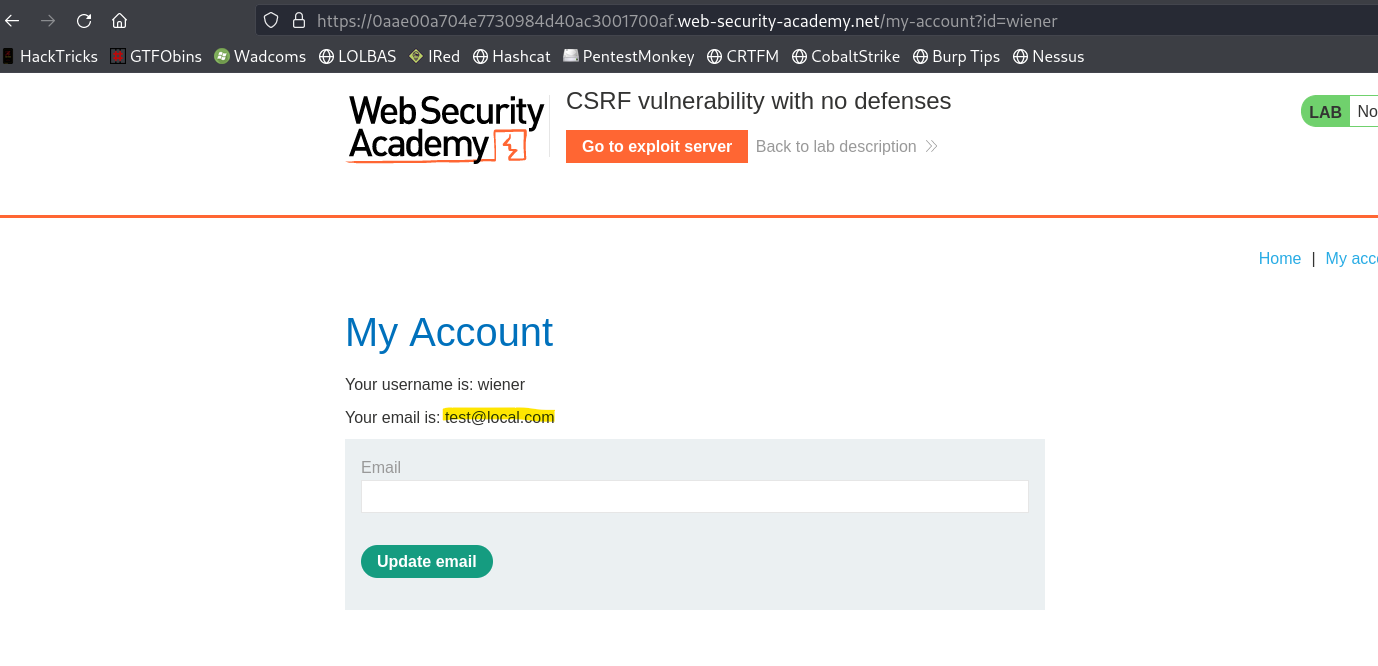 https://0aae00a704e7730984d40ac3001700af.web-security-academy.net/my-account?id=wiener
HackTricks GTFObins Wadcoms LOLBAS IRed Hashcat PentestMonkey CRTFM CobaltStrike Burp Tips Nessus
Web Security
Academy
CSRF vulnerability with no defenses
Go to exploit server Back to lab description
LAB No
Home | My acc
My Account
Your username is: wiener
Your email is: test@local.com
Email
Update email